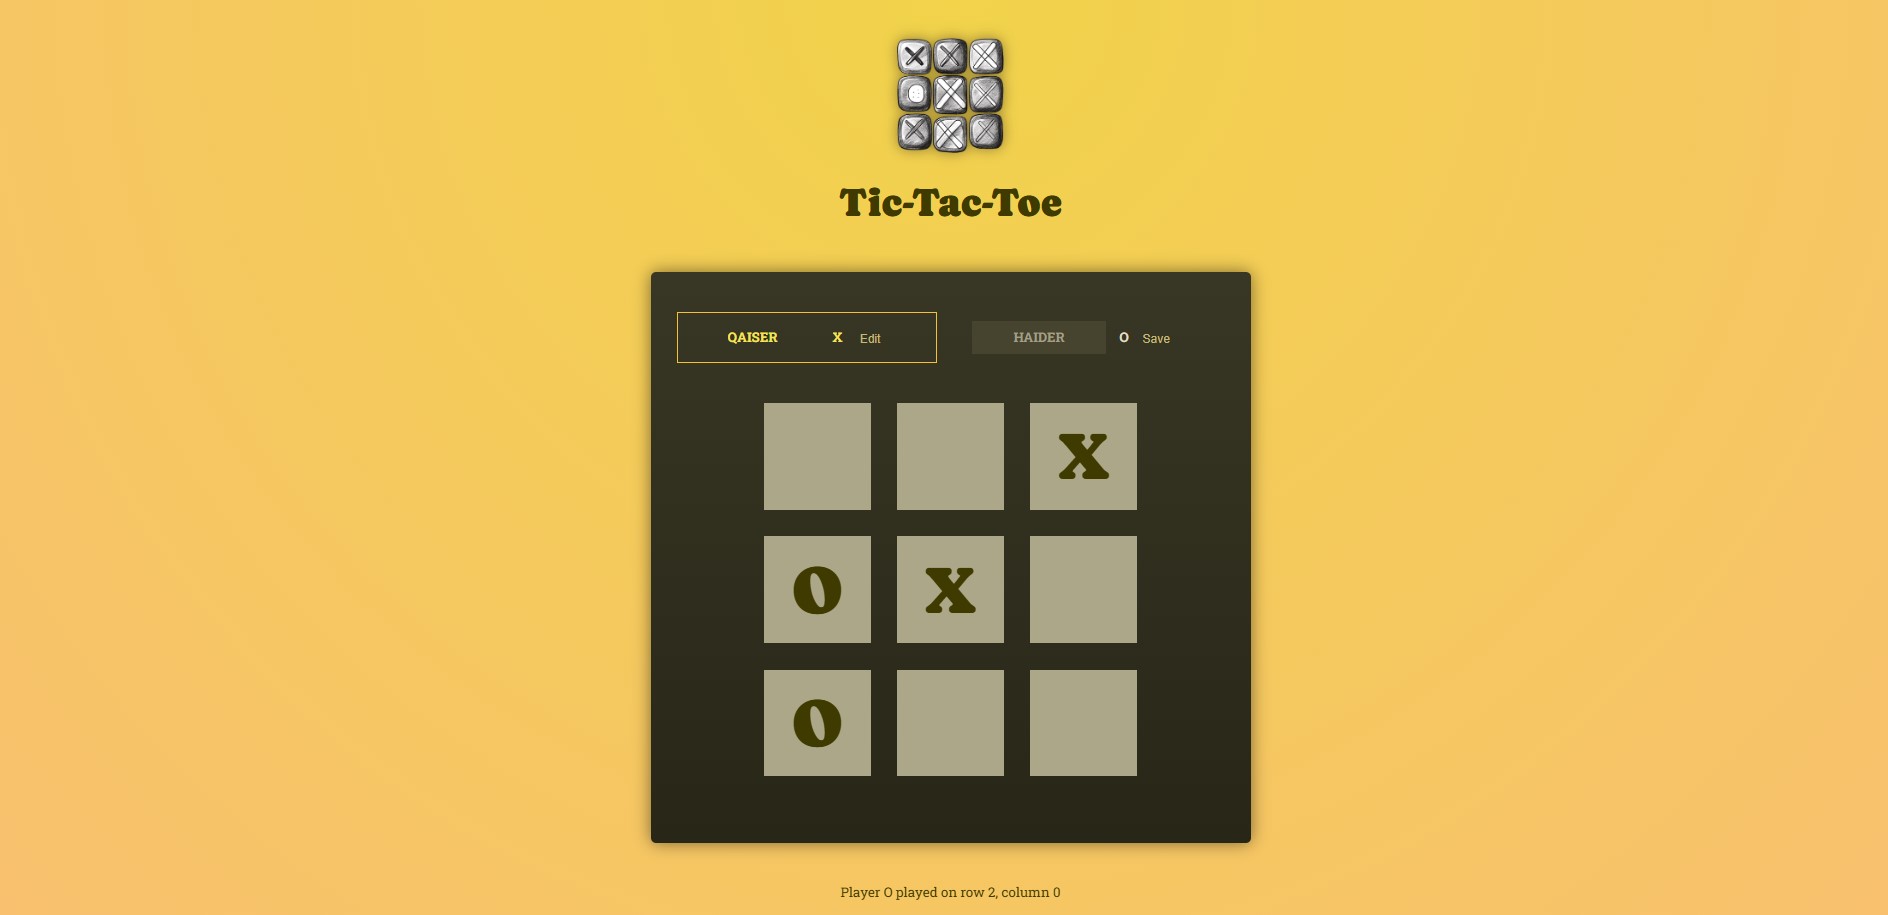 Tic-Tac-Toe
QAISER X Edit HAIDER O Save
X
O X
O
Player O played on row 2, column 0